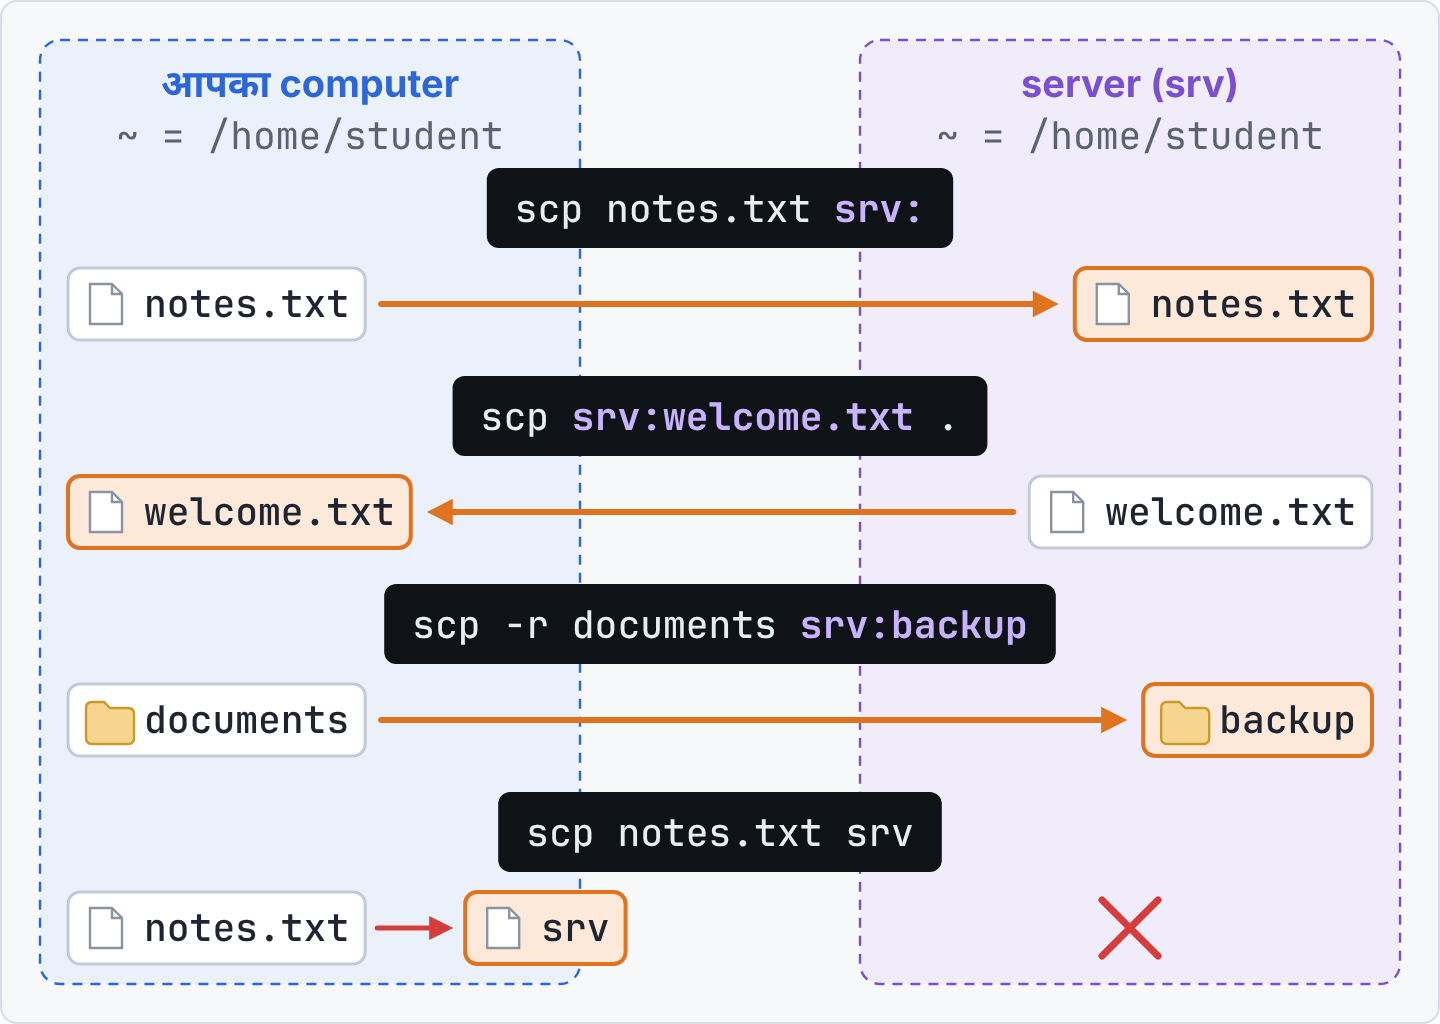 आपका computer
~ = /home/student
server (srv)
~ = /home/student
scp notes.txt srv:
notes.txt
notes.txt
scp srv:welcome.txt .
welcome.txt
welcome.txt
scp -r documents srv:backup
documents
backup
scp notes.txt srv
notes.txt
srv